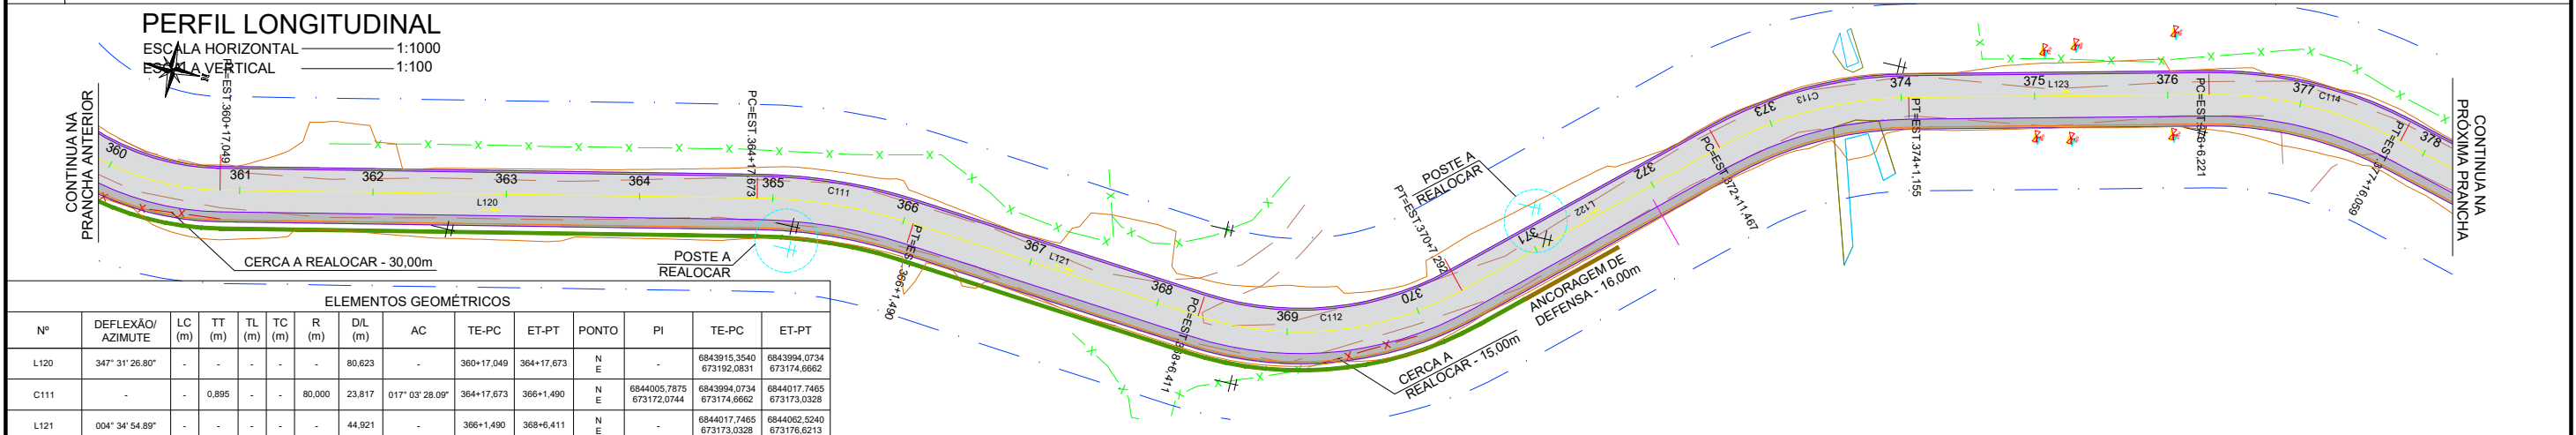 PERFIL LONGITUDINAL
ESCALA HORIZONTAL 1:1000
ESCALA VERTICAL 1:100
N
CONTINUA NA
PRANCHA ANTERIOR
360
PC=EST.360+17,049
361
362
363
364
L120
PC=EST.364+17,673
365
C111
366
PT=EST.366+1,490
367
L121
368
PC=EST.368+6,411
369
C112
370
PT=EST.370+7,292
371
L122
372
PC=EST.372+11,467
373
C113
374
PT=EST.374+1,155
375
L123
376
PC=EST.376+6,221
377
C114
PT=EST.377+16,059
378
CONTINUA NA
PRÓXIMA PRANCHA
CERCA A REALOCAR - 30,00m
POSTE A
REALOCAR
POSTE A
REALOCAR
ANCORAGEM DE
DEFENSA - 16,00m
CERCA A
REALOCAR - 15,00m
ELEMENTOS GEOMÉTRICOS
Nº DEFLEXÃO/ AZIMUTE LC (m) TT (m) TL (m) TC (m) R (m) D/L (m) AC TE-PC ET-PT PONTO PI TE-PC ET-PT
L120 347° 31' 26.80" - - - - - 80,623 - 360+17,049 364+17,673 N - 6843915,3540 6843994,0734
E 673192,0831 673174,6662
C111 - - 0,895 - - 80,000 23,817 017° 03' 28.09" 364+17,673 366+1,490 N 6844005,7875 6843994,0734 6844017,7465
E 673172,0744 673174,6662 673173,0328
L121 004° 34' 54.89" - - - - - 44,921 - 366+1,490 368+6,411 N - 6844017,7465 6844062,5240
E 673173,0328 673176,6213